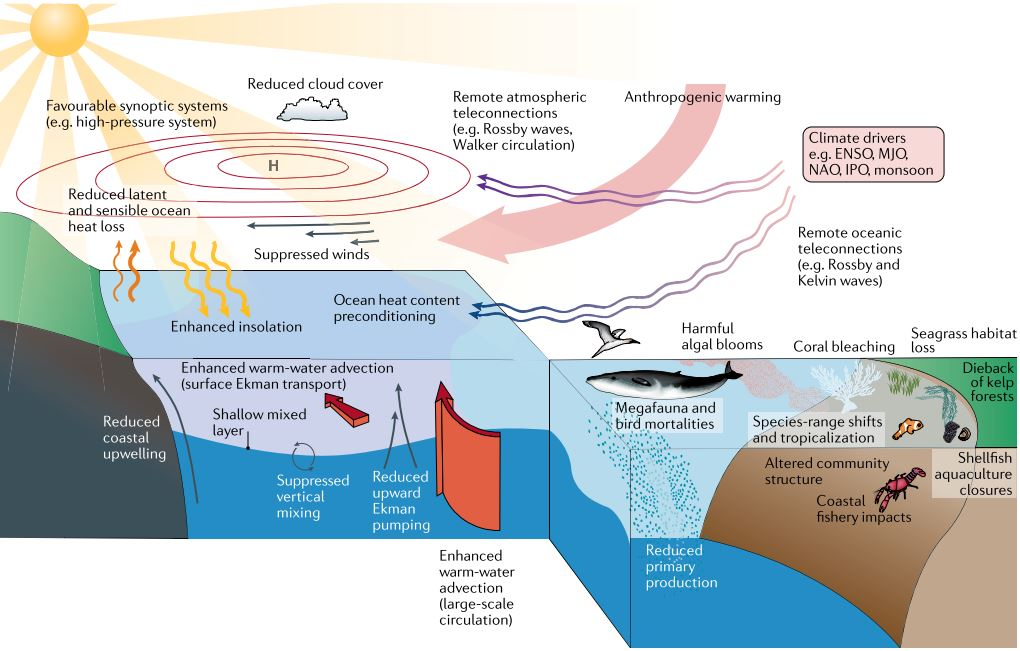 Reduced cloud cover
Favourable synoptic systems
(e.g. high-pressure system)
Remote atmospheric
teleconnections
(e.g. Rossby waves,
Walker circulation)
Anthropogenic warming
Climate drivers
e.g. ENSO, MJO,
NAO, IPO, monsoon
H
Reduced latent
and sensible ocean
heat loss
Suppressed winds
Remote oceanic
teleconnections
(e.g. Rossby and
Kelvin waves)
Ocean heat content
preconditioning
Enhanced insolation
Harmful
algal blooms
Coral bleaching
Seagrass habitat
loss
Dieback
of kelp
forests
Enhanced warm-water advection
(surface Ekman transport)
Shallow mixed
layer
Reduced
coastal
upwelling
Suppressed
vertical
mixing
Reduced
upward
Ekman
pumping
Megafauna and
bird mortalities
Species-range shifts
and tropicalization
Altered community
structure
Coastal
fishery impacts
Shellfish
aquaculture
closures
Enhanced
warm-water
advection
(large-scale
circulation)
Reduced
primary
production